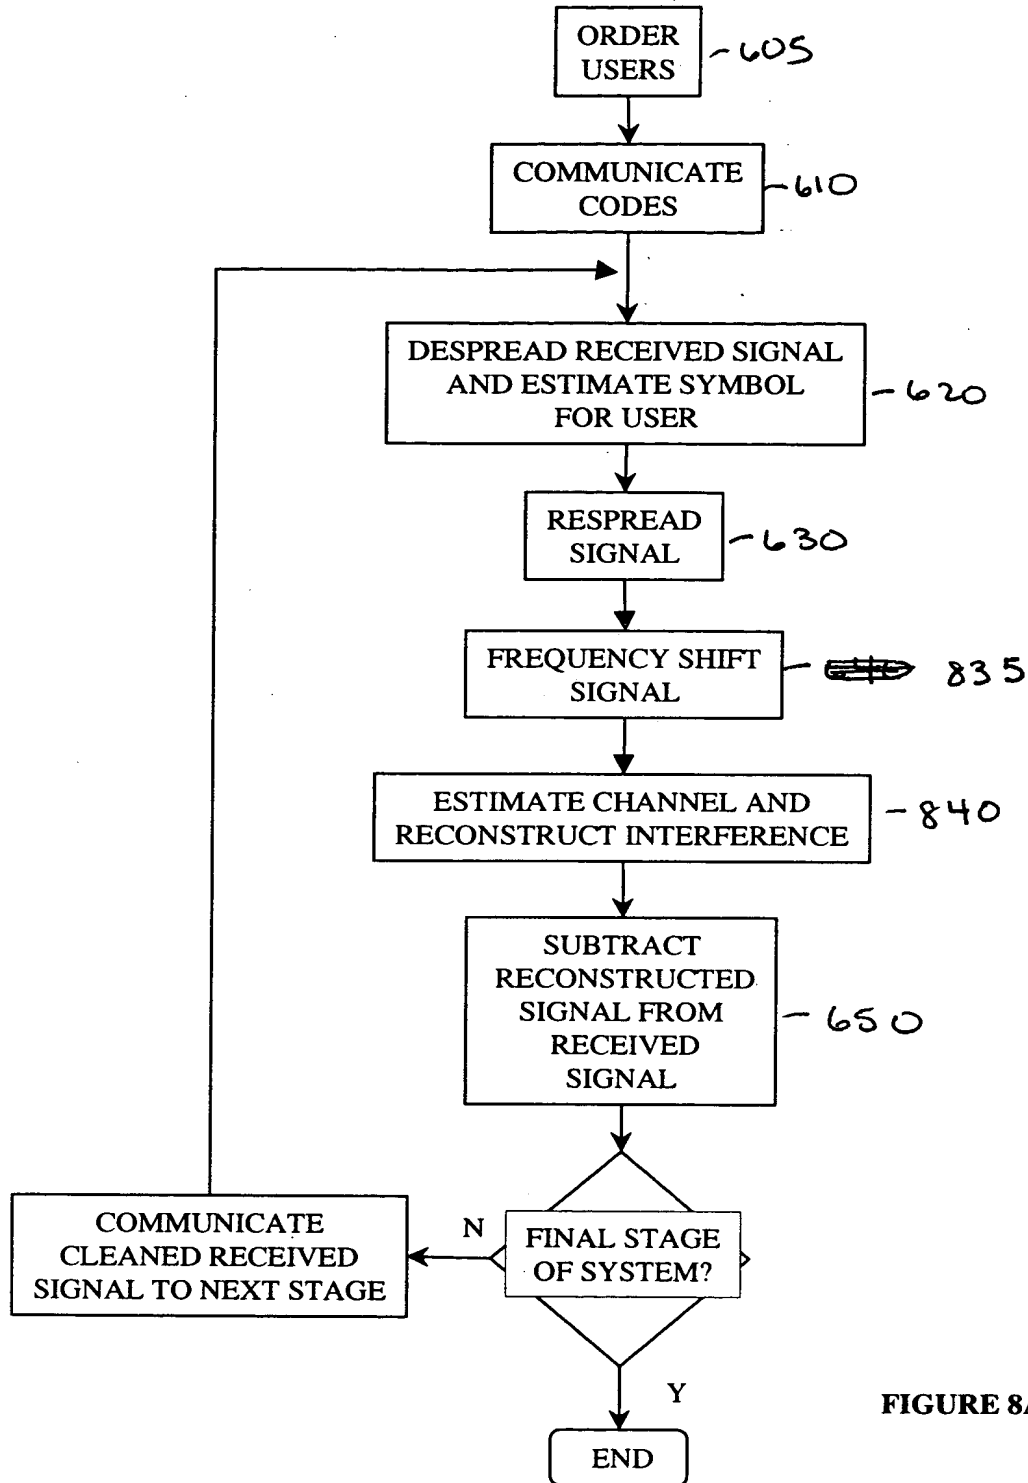 ORDER
USERS
605
COMMUNICATE
CODES
610
DESPREAD RECEIVED SIGNAL
AND ESTIMATE SYMBOL
FOR USER
620
RESPREAD
SIGNAL
630
FREQUENCY SHIFT
SIGNAL
835
ESTIMATE CHANNEL AND
RECONSTRUCT INTERFERENCE
840
SUBTRACT
RECONSTRUCTED
SIGNAL FROM
RECEIVED
SIGNAL
650
COMMUNICATE
CLEANED RECEIVED
SIGNAL TO NEXT STAGE
N
FINAL STAGE
OF SYSTEM?
Y
FIGURE 8A
END